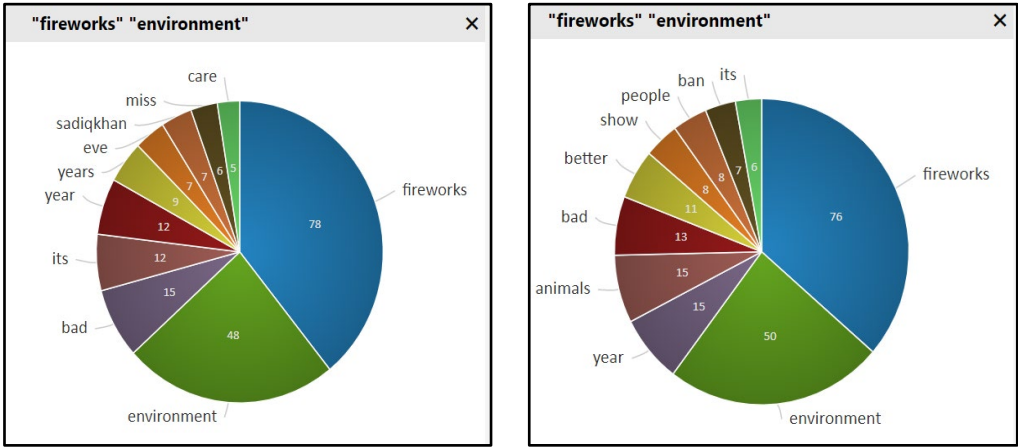 "fireworks" "environment"
×
care
miss
sadiqkhan
eve
years
year
its
bad
environment
fireworks
78
48
15
12
12
9
7
7
6
5
"fireworks" "environment"
×
its
ban
people
show
better
bad
animals
year
environment
fireworks
76
50
15
15
13
11
8
8
7
6